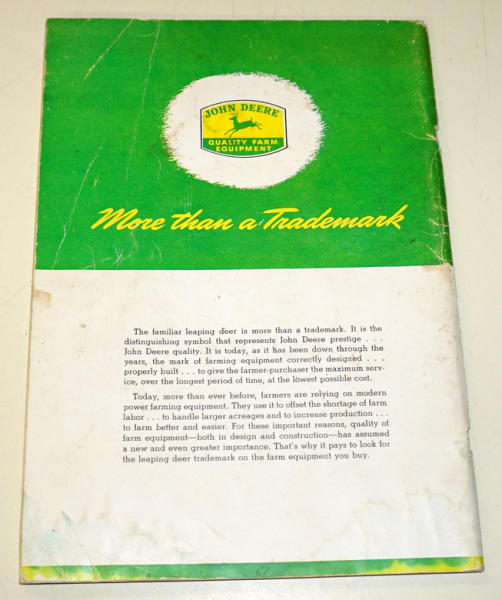 JOHN DEERE
QUALITY FARM
EQUIPMENT
More than a Trademark
The familiar leaping deer is more than a trademark. It is the
distinguishing symbol that represents John Deere prestige . . .
John Deere quality. It is today, as it has been down through the
years, the mark of farming equipment correctly designed . . .
properly built . . . to give the farmer-purchaser the maximum serv-
ice, over the longest period of time, at the lowest possible cost.
Today, more than ever before, farmers are relying on modern
power farming equipment. They use it to offset the shortage of farm
labor . . . to handle larger acreages and to increase production . . .
to farm better and easier. For these important reasons, quality of
farm equipment—both in design and construction—has assumed
a new and even greater importance. That's why it pays to look for
the leaping deer trademark on the farm equipment you buy.